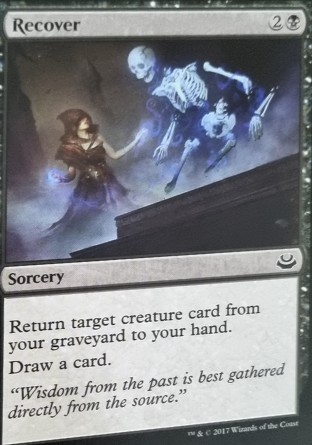 Recover 2
Sorcery
Return target creature card from
your graveyard to your hand.
Draw a card.
"Wisdom from the past is best gathered
directly from the source."
™ & © 2017 Wizards of the Coast